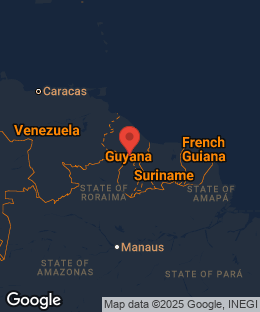 Caracas
Venezuela
Guyana
French
Guiana
Suriname
STATE OF
RORAIMA
STATE OF
AMAPÁ
Manaus
STATE OF
AMAZONAS
STATE OF PARÁ
Google
Map data ©2025 Google, INEGI